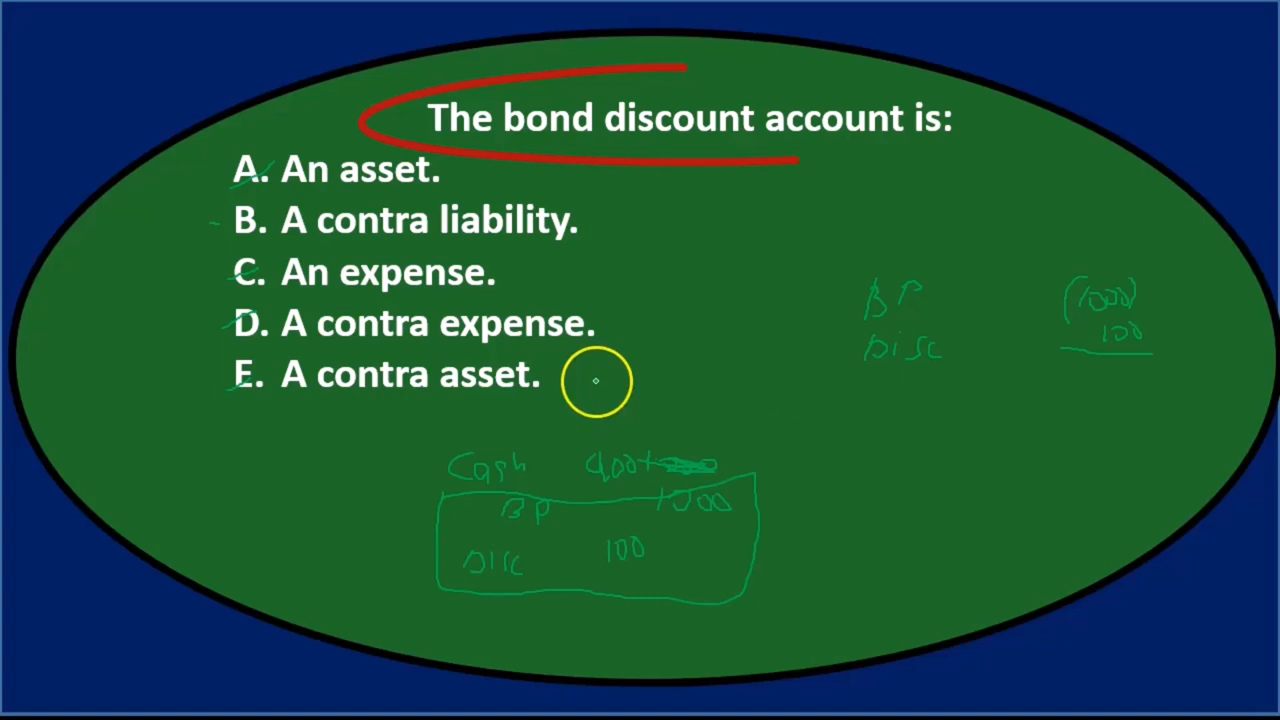 The bond discount account is:
A. An asset.
B. A contra liability.
C. An expense.
D. A contra expense.
E. A contra asset.
BP (1000)
Disc 100
Cash 900
BP 1000
Disc 100